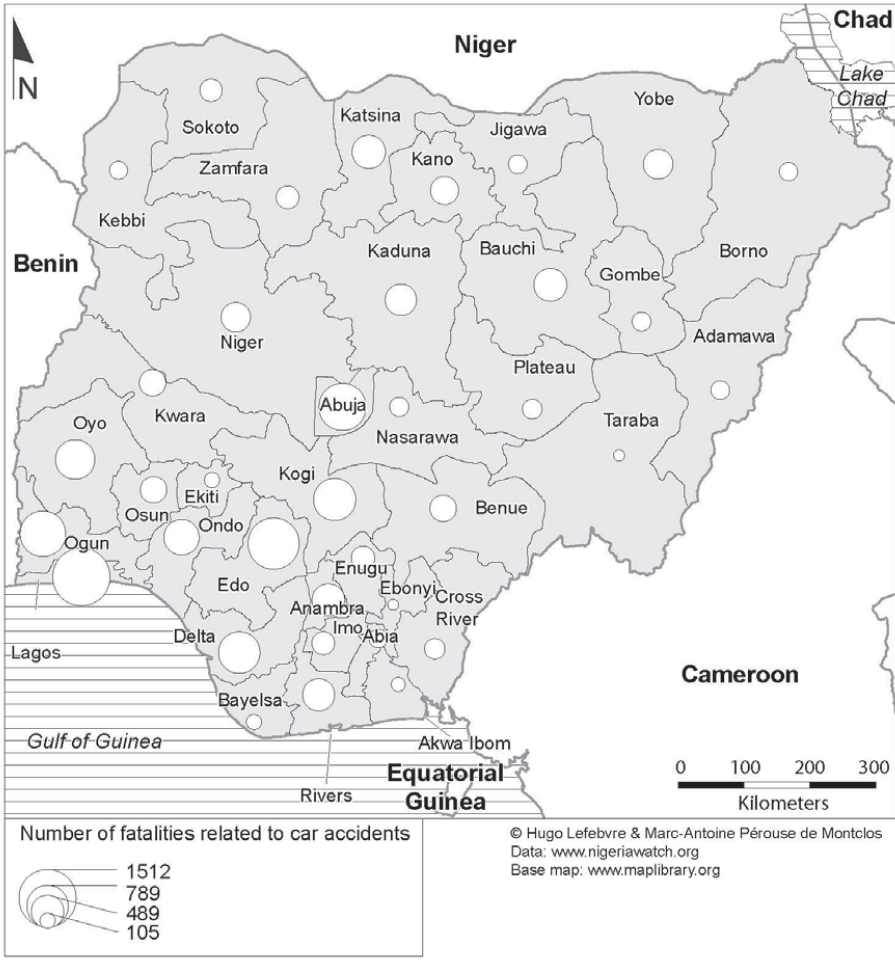 Chad
Niger
Lake
Chad
N
Yobe
Katsina
Sokoto
Jigawa
Kano
Zamfara
Kebbi
Kaduna
Bauchi
Borno
Benin
Gombe
Niger
Adamawa
Plateau
Abuja
Kwara
Oyo
Taraba
Nasarawa
Kogi
Ekiti
Osun
Benue
Ondo
Ogun
Enugu
Edo
Ebonyi
Cross
River
Anambra
Imo
Abia
Delta
Lagos
Cameroon
Bayelsa
Gulf of Guinea
Akwa Ibom
Equatorial
Guinea
Rivers
0 100 200 300
Kilometers
Number of fatalities related to car accidents
1512
789
489
105
© Hugo Lefebvre & Marc-Antoine Pérouse de Montclos
Data: www.nigeriawatch.org
Base map: www.maplibrary.org